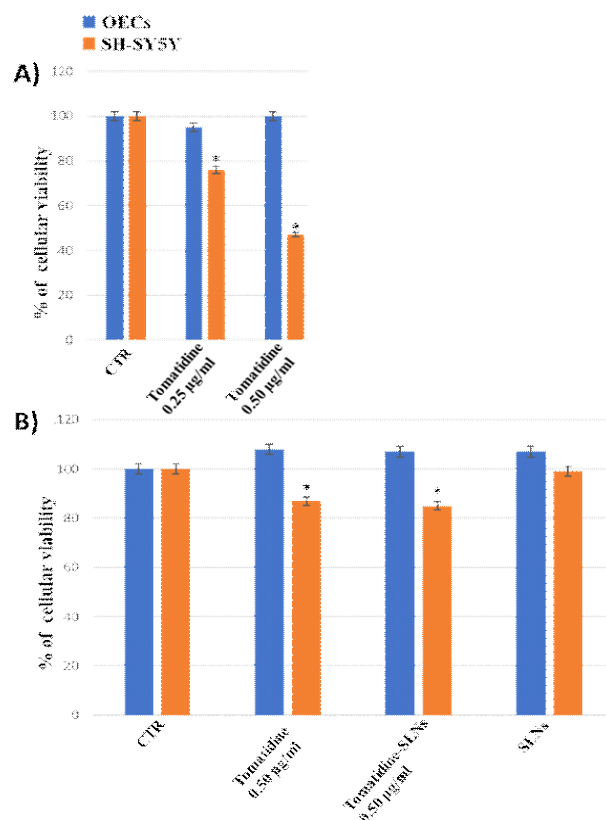 OECs
SH-SY5Y
A)
120
100
80
60
40
20
0
% of cellular viability
*
*
CTR
Tomatidine
0.25 µg/ml
Tomatidine
0.50 µg/ml
B)
120
100
80
60
40
20
0
% of cellular viability
*
*
CTR
Tomatidine
0.50 µg/ml
Tomatidine-SLNs
0.50 µg/ml
SLNs